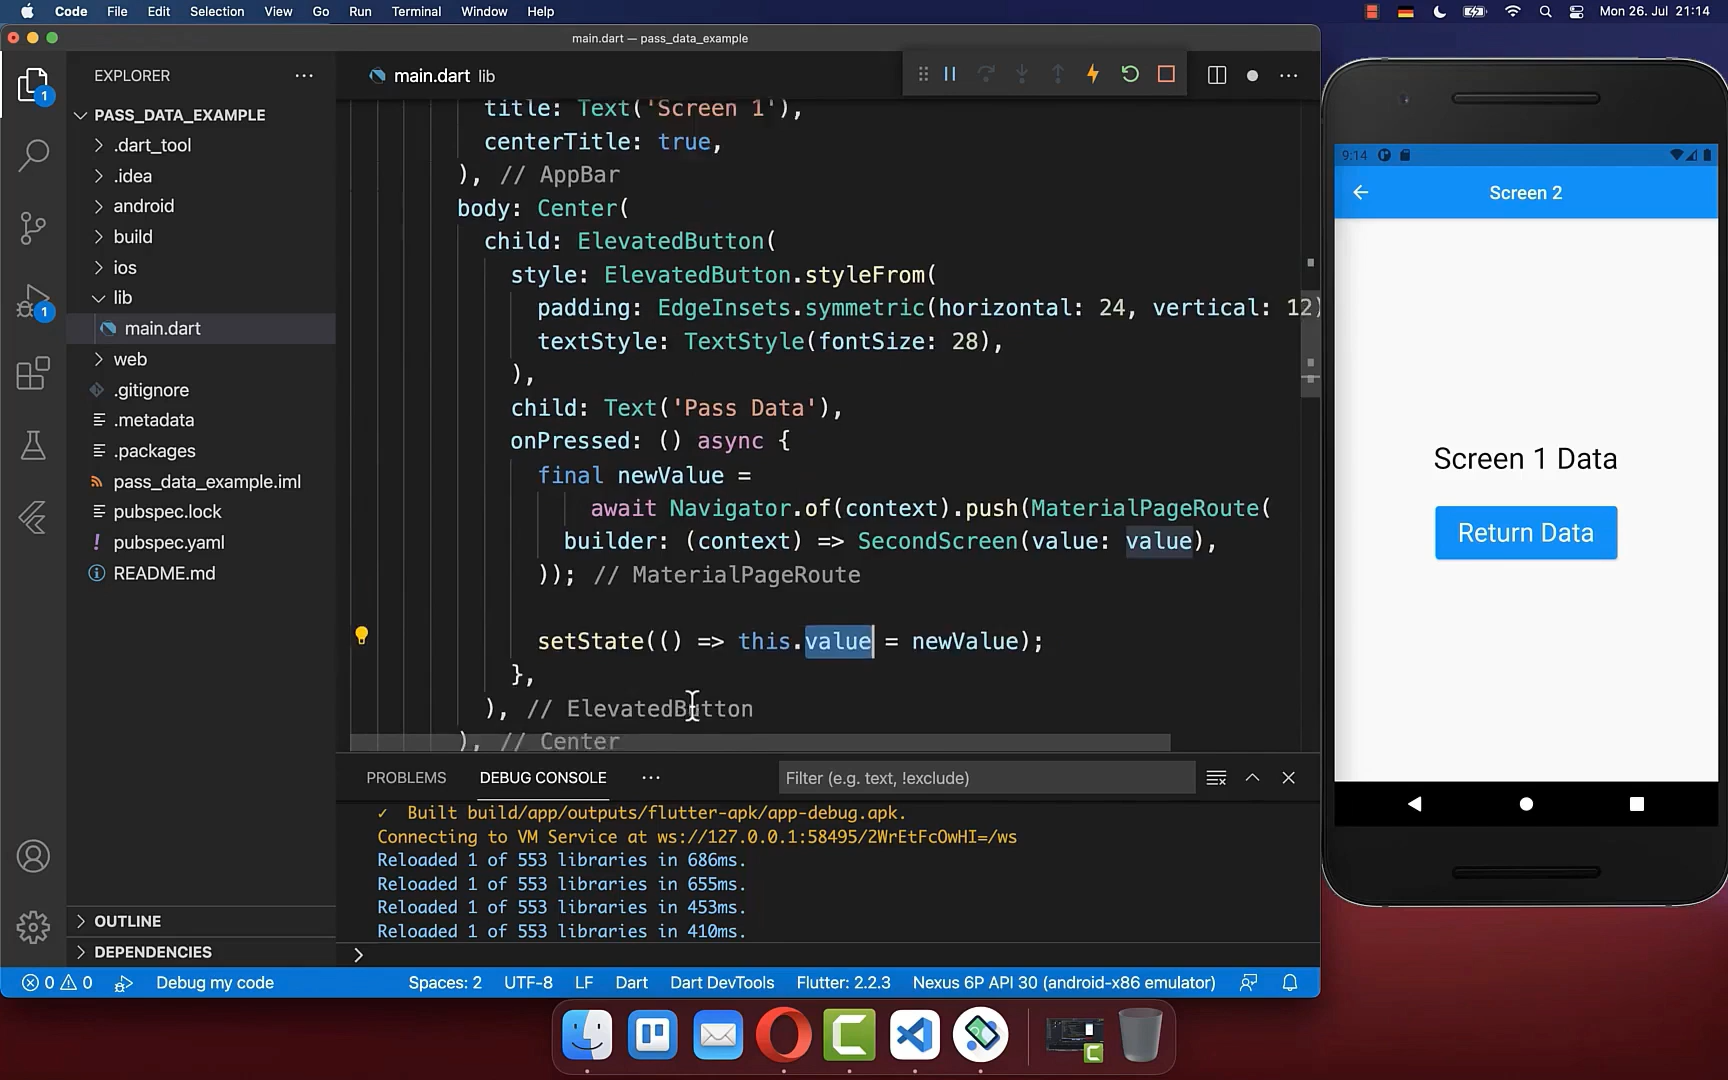 Code File Edit Selection View Go Run Terminal Window Help
Mon 26. Jul 21:14
main.dart — pass_data_example
EXPLORER
PASS_DATA_EXAMPLE
.dart_tool
.idea
android
build
ios
lib
main.dart
web
.gitignore
.metadata
.packages
pass_data_example.iml
pubspec.lock
pubspec.yaml
README.md
OUTLINE
DEPENDENCIES
1
1
main.dart lib
title: Text('Screen 1'),
centerTitle: true,
), // AppBar
body: Center(
child: ElevatedButton(
style: ElevatedButton.styleFrom(
padding: EdgeInsets.symmetric(horizontal: 24, vertical: 12)
textStyle: TextStyle(fontSize: 28),
),
child: Text('Pass Data'),
onPressed: () async {
final newValue =
await Navigator.of(context).push(MaterialPageRoute(
builder: (context) => SecondScreen(value: value),
)); // MaterialPageRoute
setState(() => this.value = newValue);
},
), // ElevatedButton
), // Center
PROBLEMS DEBUG CONSOLE
Filter (e.g. text, !exclude)
✓ Built build/app/outputs/flutter-apk/app-debug.apk.
Connecting to VM Service at ws://127.0.0.1:58495/2WrEtFcOwHI=/ws
Reloaded 1 of 553 libraries in 686ms.
Reloaded 1 of 553 libraries in 655ms.
Reloaded 1 of 553 libraries in 453ms.
Reloaded 1 of 553 libraries in 410ms.
0 0 Debug my code Spaces: 2 UTF-8 LF Dart Dart DevTools Flutter: 2.2.3 Nexus 6P API 30 (android-x86 emulator)
9:14
Screen 2
Screen 1 Data
Return Data